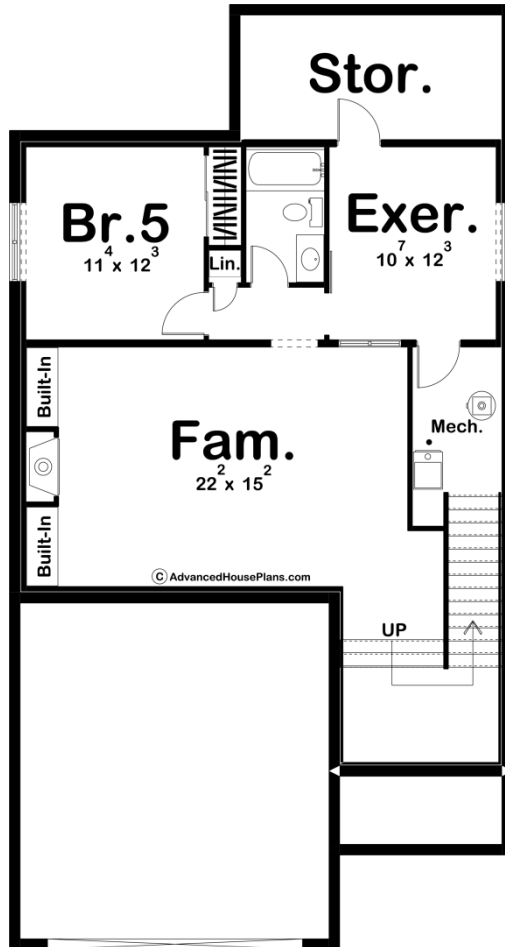 Stor.
Br.5
11⁴ x 12³
Exer.
10⁷ x 12³
Lin.
Built-In
Fam.
22² x 15²
Mech.
Built-In
© AdvancedHousePlans.com
UP